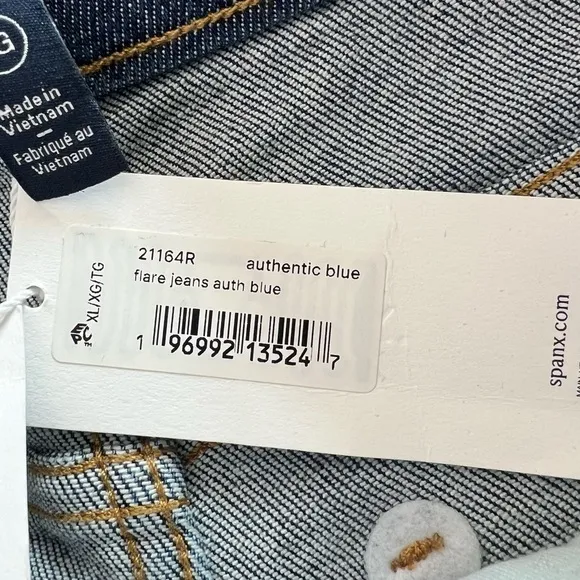 G
Made in
Vietnam
Fabriqué au
Vietnam
21164R authentic blue
flare jeans auth blue
XL/XG/TG
1 96992 13524 7
spanx.com